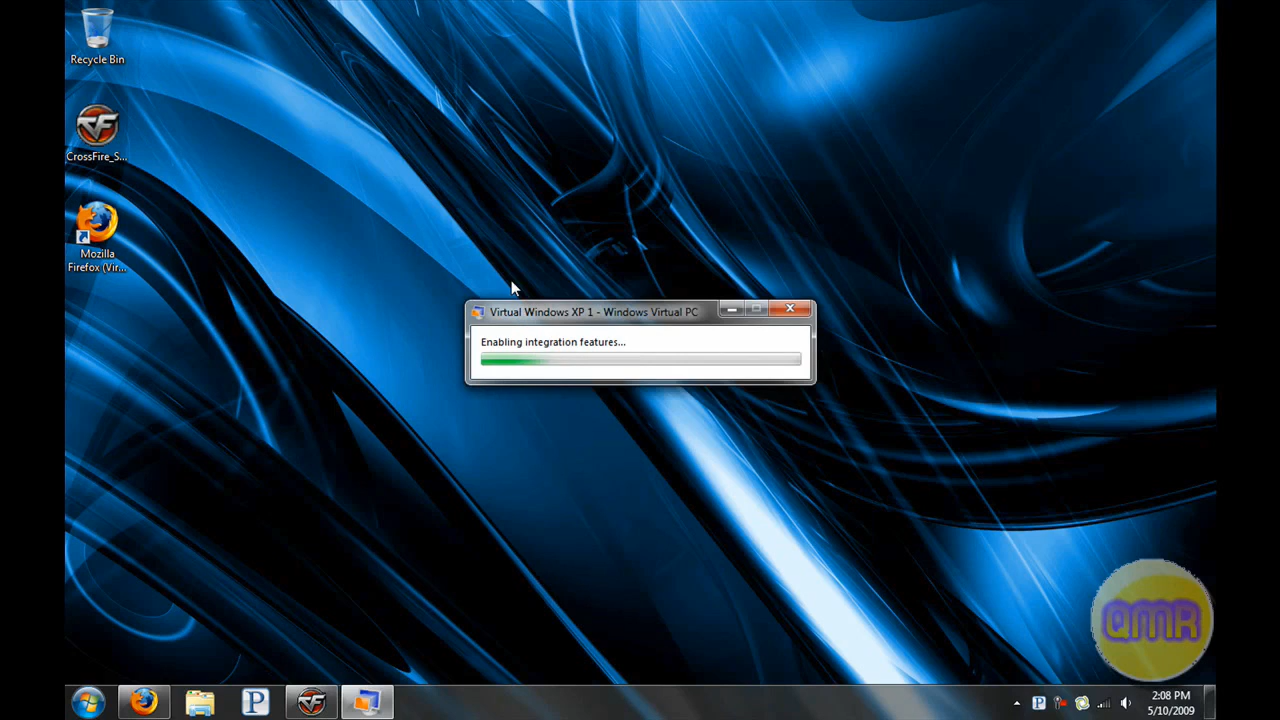 Recycle Bin
CrossFire_S...
Mozilla
Firefox (Vir...
Virtual Windows XP 1 - Windows Virtual PC
Enabling integration features...
QMR
P
P
2:08 PM
5/10/2009